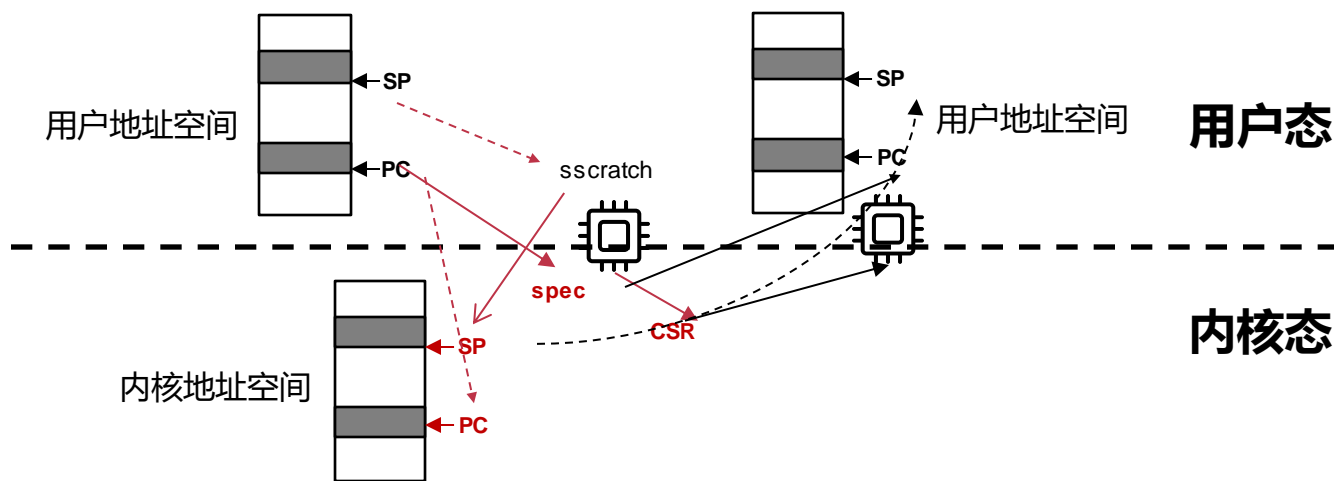 SP
用户地址空间
PC
sscratch
SP
用户地址空间
PC
用户态
spec
CSR
SP
内核地址空间
PC
内核态